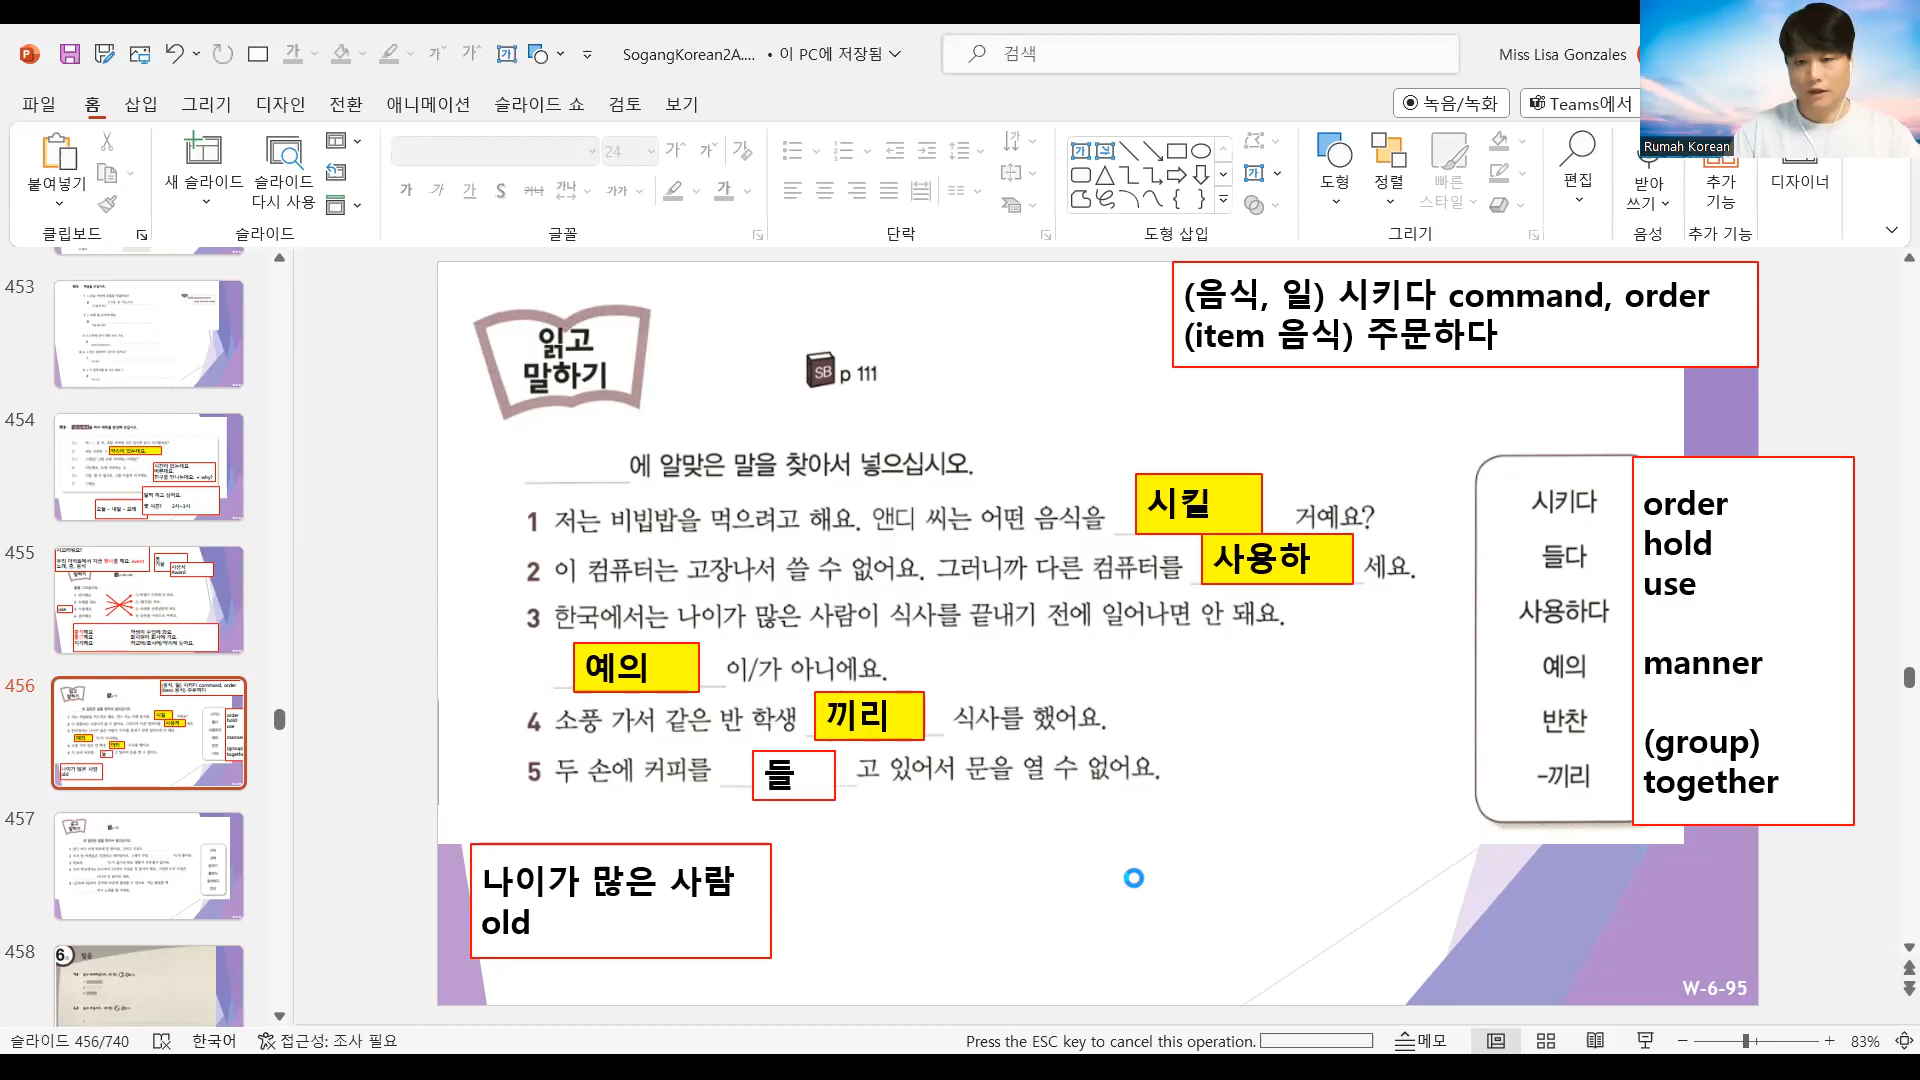 SogangKorean2A.... • 이 PC에 저장됨
검색
Miss Lisa Gonzales
Rumah Korean
파일 홈 삽입 그리기 디자인 전환 애니메이션 슬라이드 쇼 검토 보기
녹음/녹화
Teams에서
붙여넣기
새 슬라이드
슬라이드
다시 사용
24
도형
정렬
빠른
스타일
편집
받아
쓰기
추가
기능
디자이너
클립보드
슬라이드
글꼴
단락
도형 삽입
그리기
음성
추가 기능
453
454
455
456
457
458
(음식, 일) 시키다 command, order
(item 음식) 주문하다
읽고
말하기
SB p 111
에 알맞은 말을 찾아서 넣으십시오.
1 저는 비빕밥을 먹으려고 해요. 앤디 씨는 어떤 음식을 시킬 거예요?
2 이 컴퓨터는 고장나서 쓸 수 없어요. 그러니까 다른 컴퓨터를 사용하 세요.
3 한국에서는 나이가 많은 사람이 식사를 끝내기 전에 일어나면 안 돼요.
예의 이/가 아니에요.
4 소풍 가서 같은 반 학생 끼리 식사를 했어요.
5 두 손에 커피를 들 고 있어서 문을 열 수 없어요.
시키다
들다
사용하다
예의
반찬
-끼리
order
hold
use
manner
(group)
together
나이가 많은 사람
old
W-6-95
슬라이드 456/740 한국어 접근성: 조사 필요
Press the ESC key to cancel this operation.
메모
83%